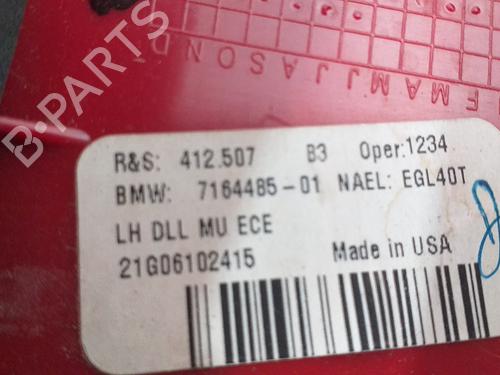 F M A M J J A S O N D
B-PARTS
R&S: 412.507 B3 Oper:1234
BMW: 7164485-01 NAEL: EGL40T
LH DLL MU ECE
21G06102415 Made in USA